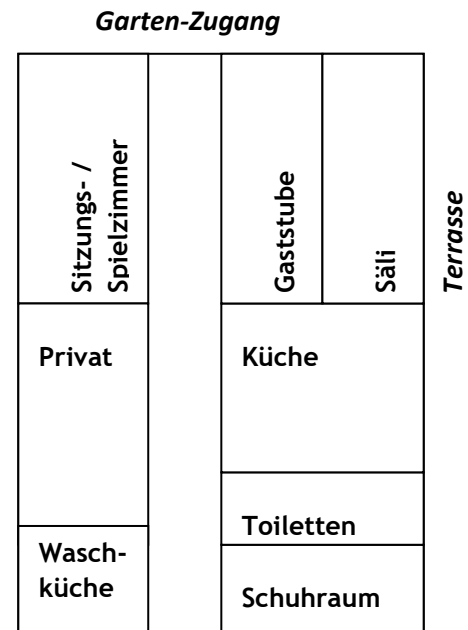 Garten-Zugang
Sitzungs- /
Spielzimmer
Gaststube
Säli
Terrasse
Privat
Küche
Toiletten
Wasch-
küche
Schuhraum